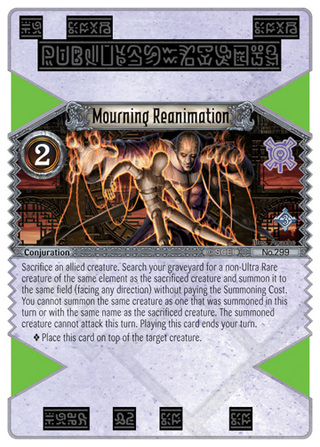 Mourning Reanimation
2
Conjuration
No.299
Sacrifice an allied creature. Search your graveyard for a non-Ultra Rare
creature of the same element as the sacrificed creature and summon it to
the same field (facing any direction) without paying the Summoning Cost.
You cannot summon the same creature as one that was summoned in this
turn or with the same name as the sacrificed creature. The summoned
creature cannot attack this turn. Playing this card ends your turn.
❖ Place this card on top of the target creature.